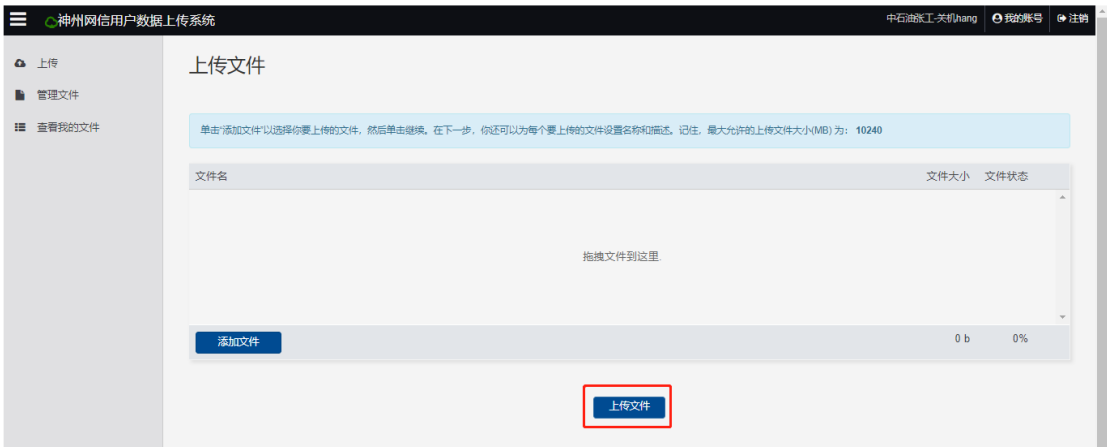 神州网信用户数据上传系统
中石油张工-关机hang 我的账号 注销
上传
管理文件
查看我的文件
上传文件
单击“添加文件”以选择你要上传的文件，然后单击继续。在下一步，你还可以为每个要上传的文件设置名称和描述。记住，最大允许的上传文件大小(MB) 为： 10240
文件名 文件大小 文件状态
拖拽文件到这里.
添加文件 0 b 0%
上传文件